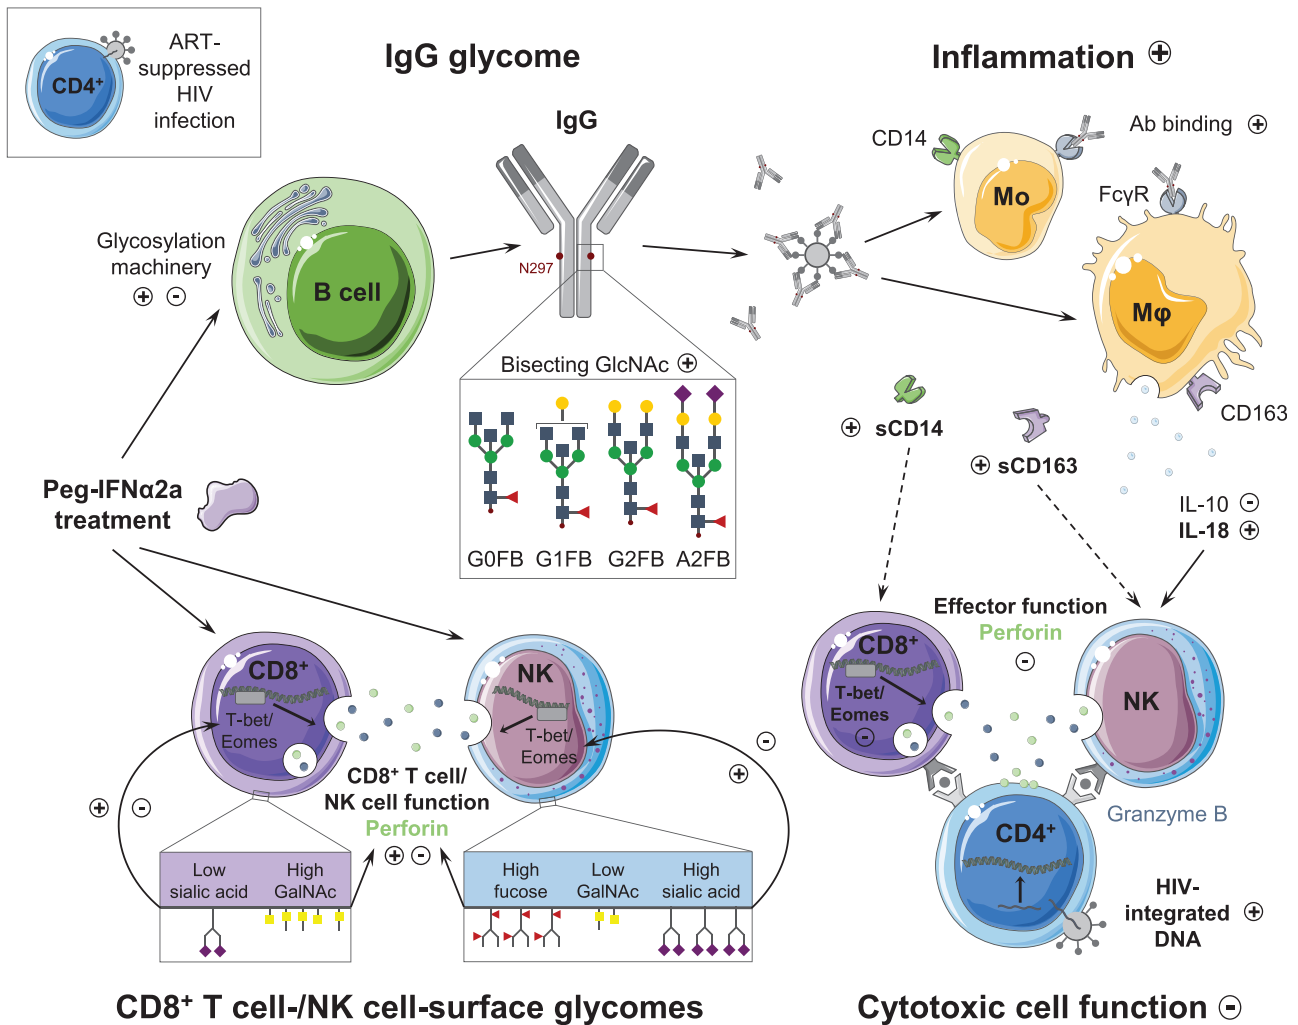 CD4+
ART-
suppressed
HIV
infection
IgG glycome
Inflammation +
IgG
CD14
Ab binding +
Mo
FcγR
Glycosylation
machinery
+ -
B cell
N297
Mφ
Bisecting GlcNAc +
G0FB G1FB G2FB A2FB
CD163
+ sCD14
+ sCD163
IL-10 -
IL-18 +
Peg-IFNα2a
treatment
CD8+
T-bet/
Eomes
NK
T-bet/
Eomes
CD8+ T cell/
NK cell function
Perforin
+ -
+ -
-
+
Low
sialic acid
High
GalNAc
High
fucose
Low
GalNAc
High
sialic acid
Effector function
Perforin
-
CD8+
T-bet/
Eomes
-
NK
Granzyme B
CD4+
HIV-
integrated +
DNA
CD8+ T cell-/NK cell-surface glycomes
Cytotoxic cell function -